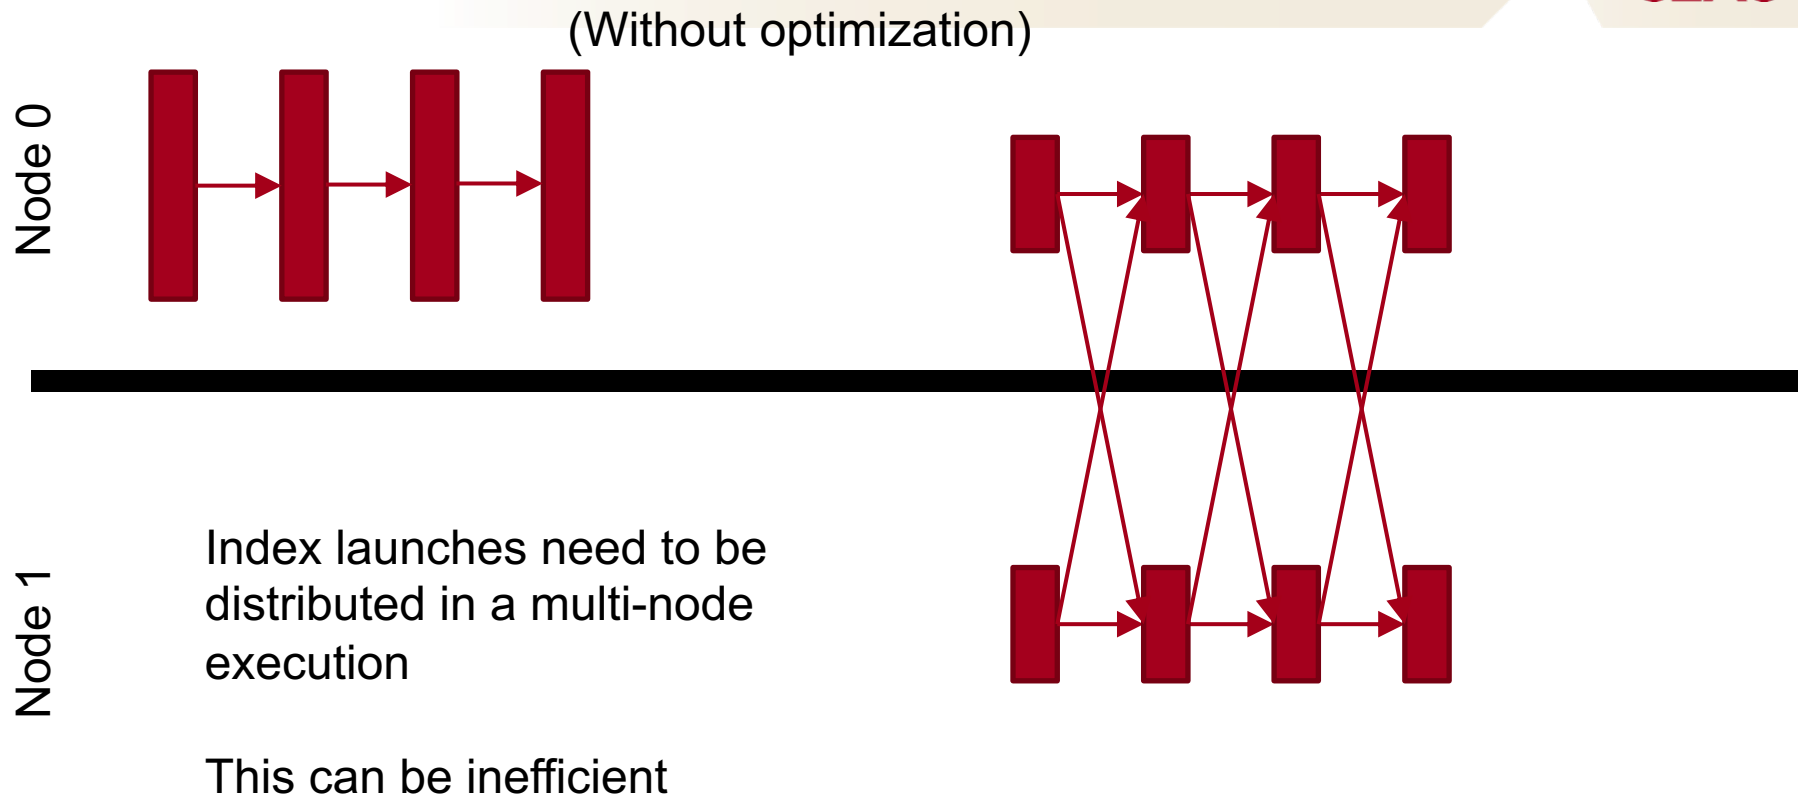 (Without optimization)
Node 0
Node 1
Index launches need to be
distributed in a multi-node
execution
This can be inefficient